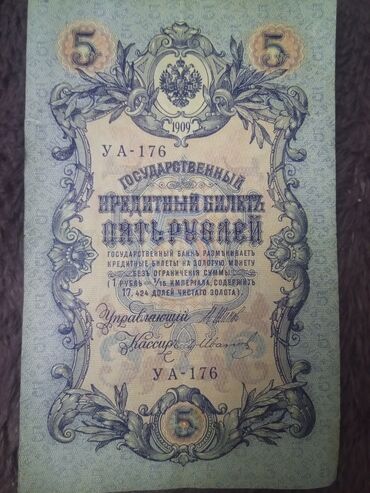 5 5
1909
УА-176
ГОСУДАРСТВЕННЫЙ
КРЕДИТНЫЙ БИЛЕТЪ
ПЯТЬ РУБЛЕЙ
ГОСУДАРСТВЕННЫЙ БАНКЪ РАЗМѢНИВАЕТЪ
КРЕДИТНЫЕ БИЛЕТЫ НА ЗОЛОТУЮ МОНЕТУ
БЕЗЪ ОГРАНИЧЕНІЯ СУММЫ
(1 РУБЛЬ = 1/15 ИМПЕРІАЛА, СОДЕРЖИТЪ
17,424 ДОЛЕЙ ЧИСТАГО ЗОЛОТА).
Управляющій
Кассиръ
УА-176
5